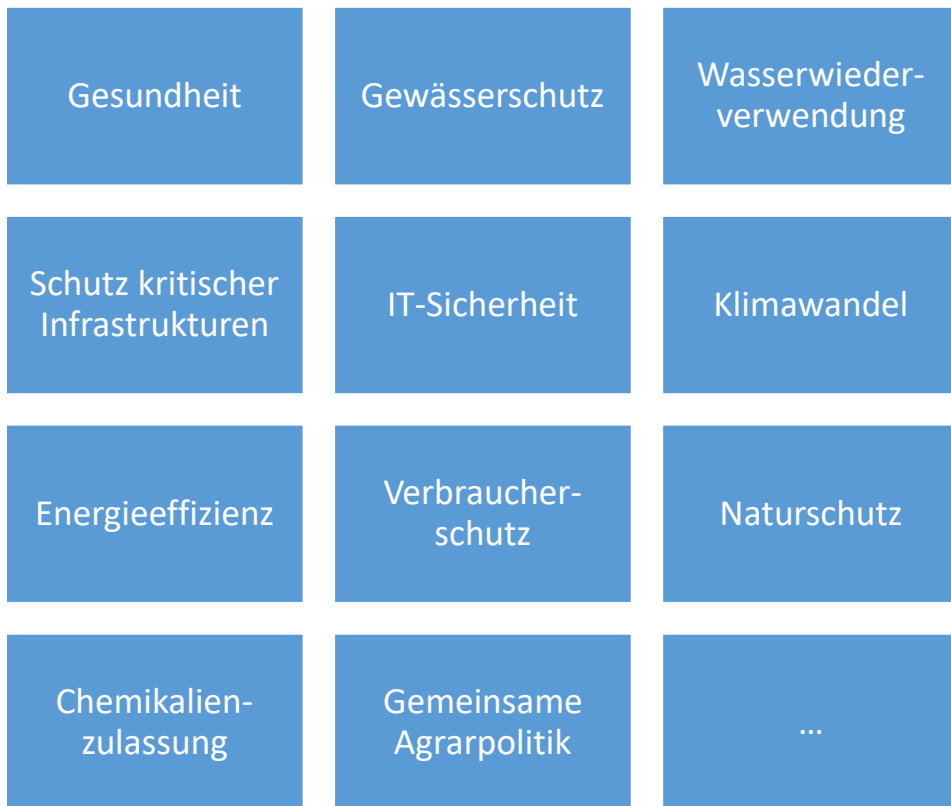 Gesundheit
Gewässerschutz
Wasserwieder-
verwendung
Schutz kritischer
Infrastrukturen
IT-Sicherheit
Klimawandel
Energieeffizienz
Verbraucher-
schutz
Naturschutz
Chemikalien-
zulassung
Gemeinsame
Agrarpolitik
...